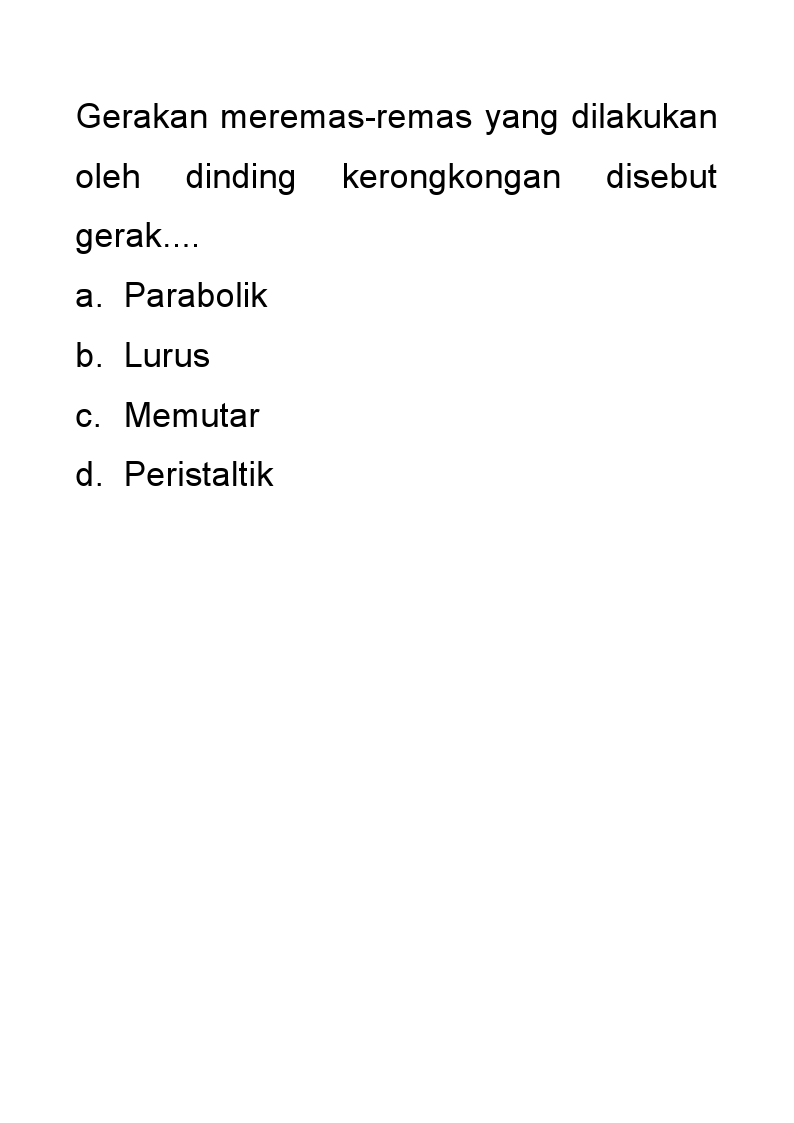 Gerakan meremas-remas yang dilakukan
oleh dinding kerongkongan disebut
gerak....
a. Parabolik
b. Lurus
c. Memutar
d. Peristaltik